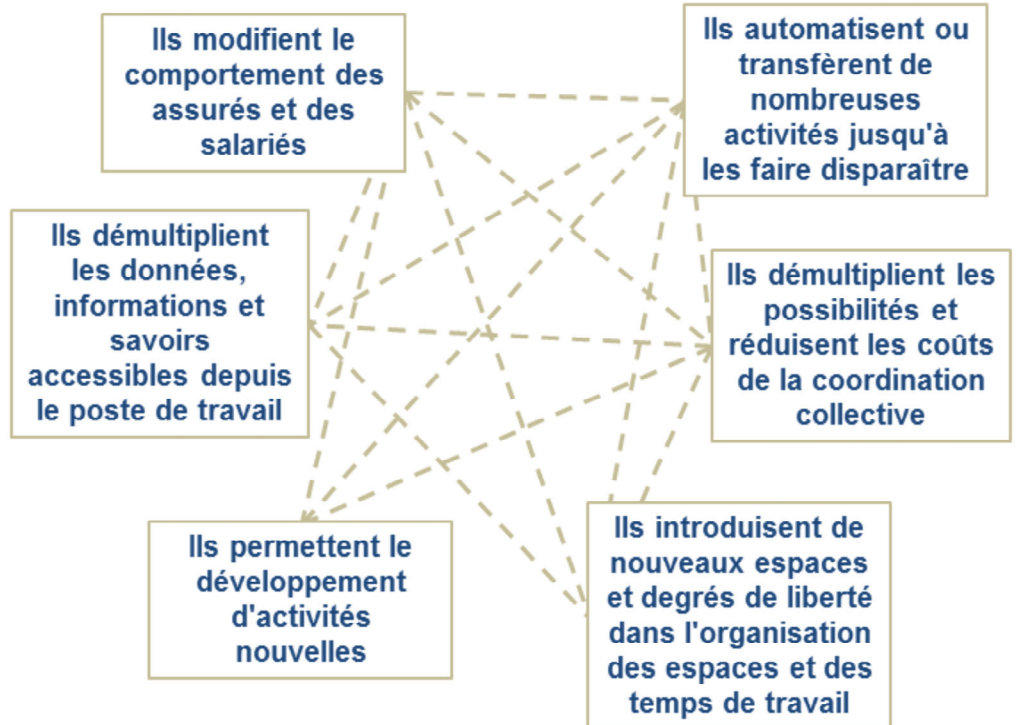 Ils modifient le
comportement des
assurés et des
salariés
Ils automatisent ou
transfèrent de
nombreuses
activités jusqu'à
les faire disparaître
Ils démultiplient
les données,
informations et
savoirs
accessibles depuis
le poste de travail
Ils démultiplient les
possibilités et
réduisent les coûts
de la coordination
collective
Ils permettent le
développement
d'activités
nouvelles
Ils introduisent de
nouveaux espaces
et degrés de liberté
dans l'organisation
des espaces et des
temps de travail